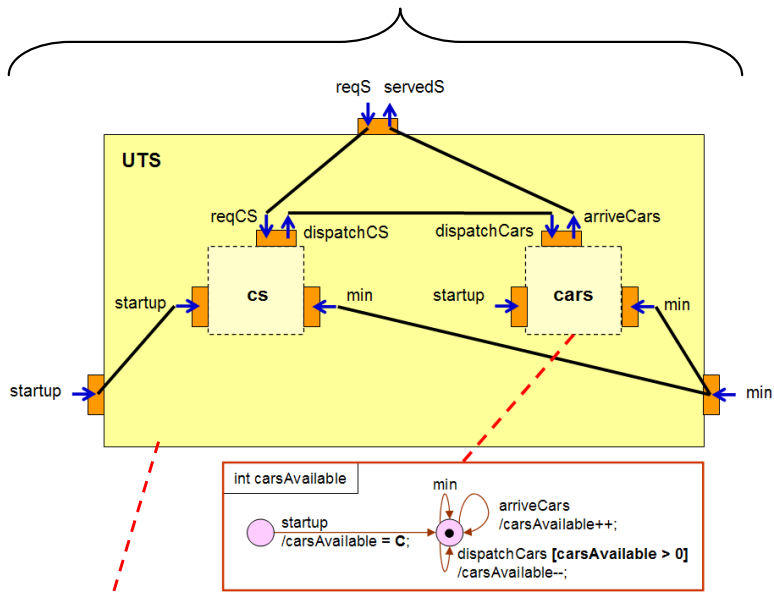 reqS servedS
UTS
reqCS
dispatchCS
dispatchCars
arriveCars
startup
cs
min
startup
cars
min
startup
min
int carsAvailable
min
startup
/carsAvailable = C;
arriveCars
/carsAvailable++;
dispatchCars [carsAvailable > 0]
/carsAvailable--;